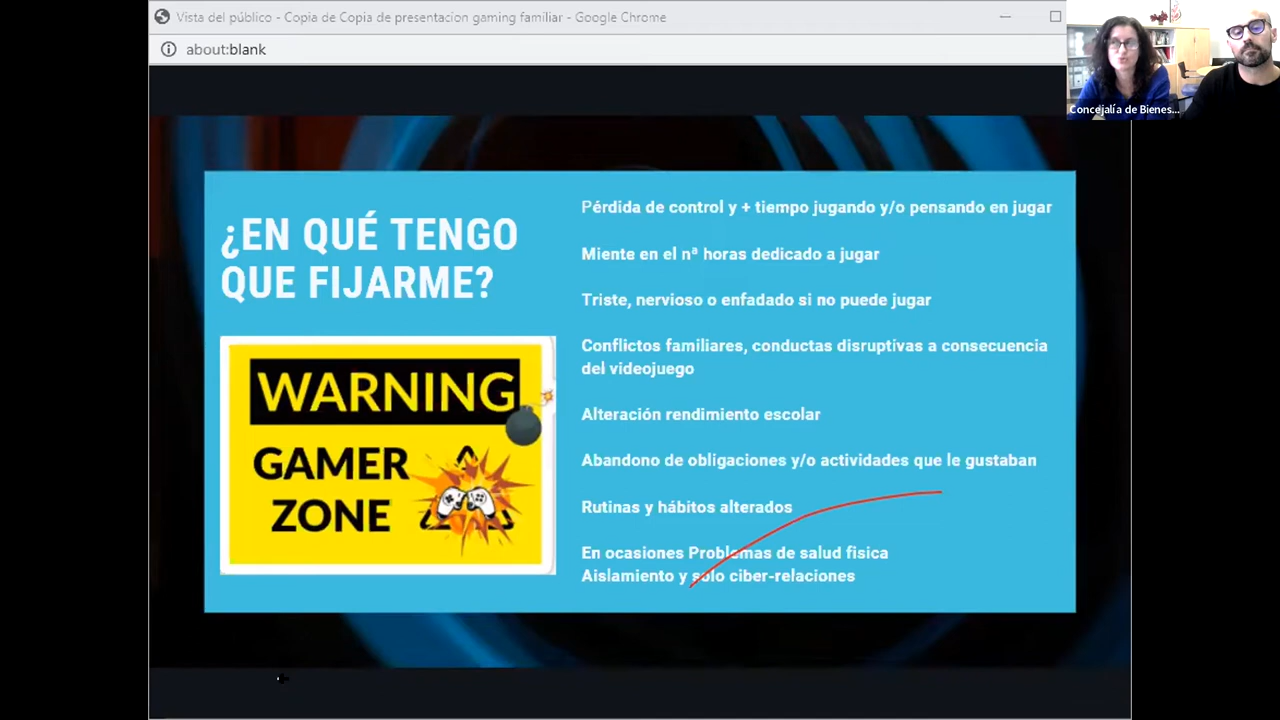 Vista del público - Copia de Copia de presentacion gaming familiar - Google Chrome
about:blank
Concejalía de Bienes...
¿EN QUÉ TENGO
QUE FIJARME?
WARNING
GAMER
ZONE
Pérdida de control y + tiempo jugando y/o pensando en jugar
Miente en el nª horas dedicado a jugar
Triste, nervioso o enfadado si no puede jugar
Conflictos familiares, conductas disruptivas a consecuencia
del videojuego
Alteración rendimiento escolar
Abandono de obligaciones y/o actividades que le gustaban
Rutinas y hábitos alterados
En ocasiones Problemas de salud fisica
Aislamiento y solo ciber-relaciones